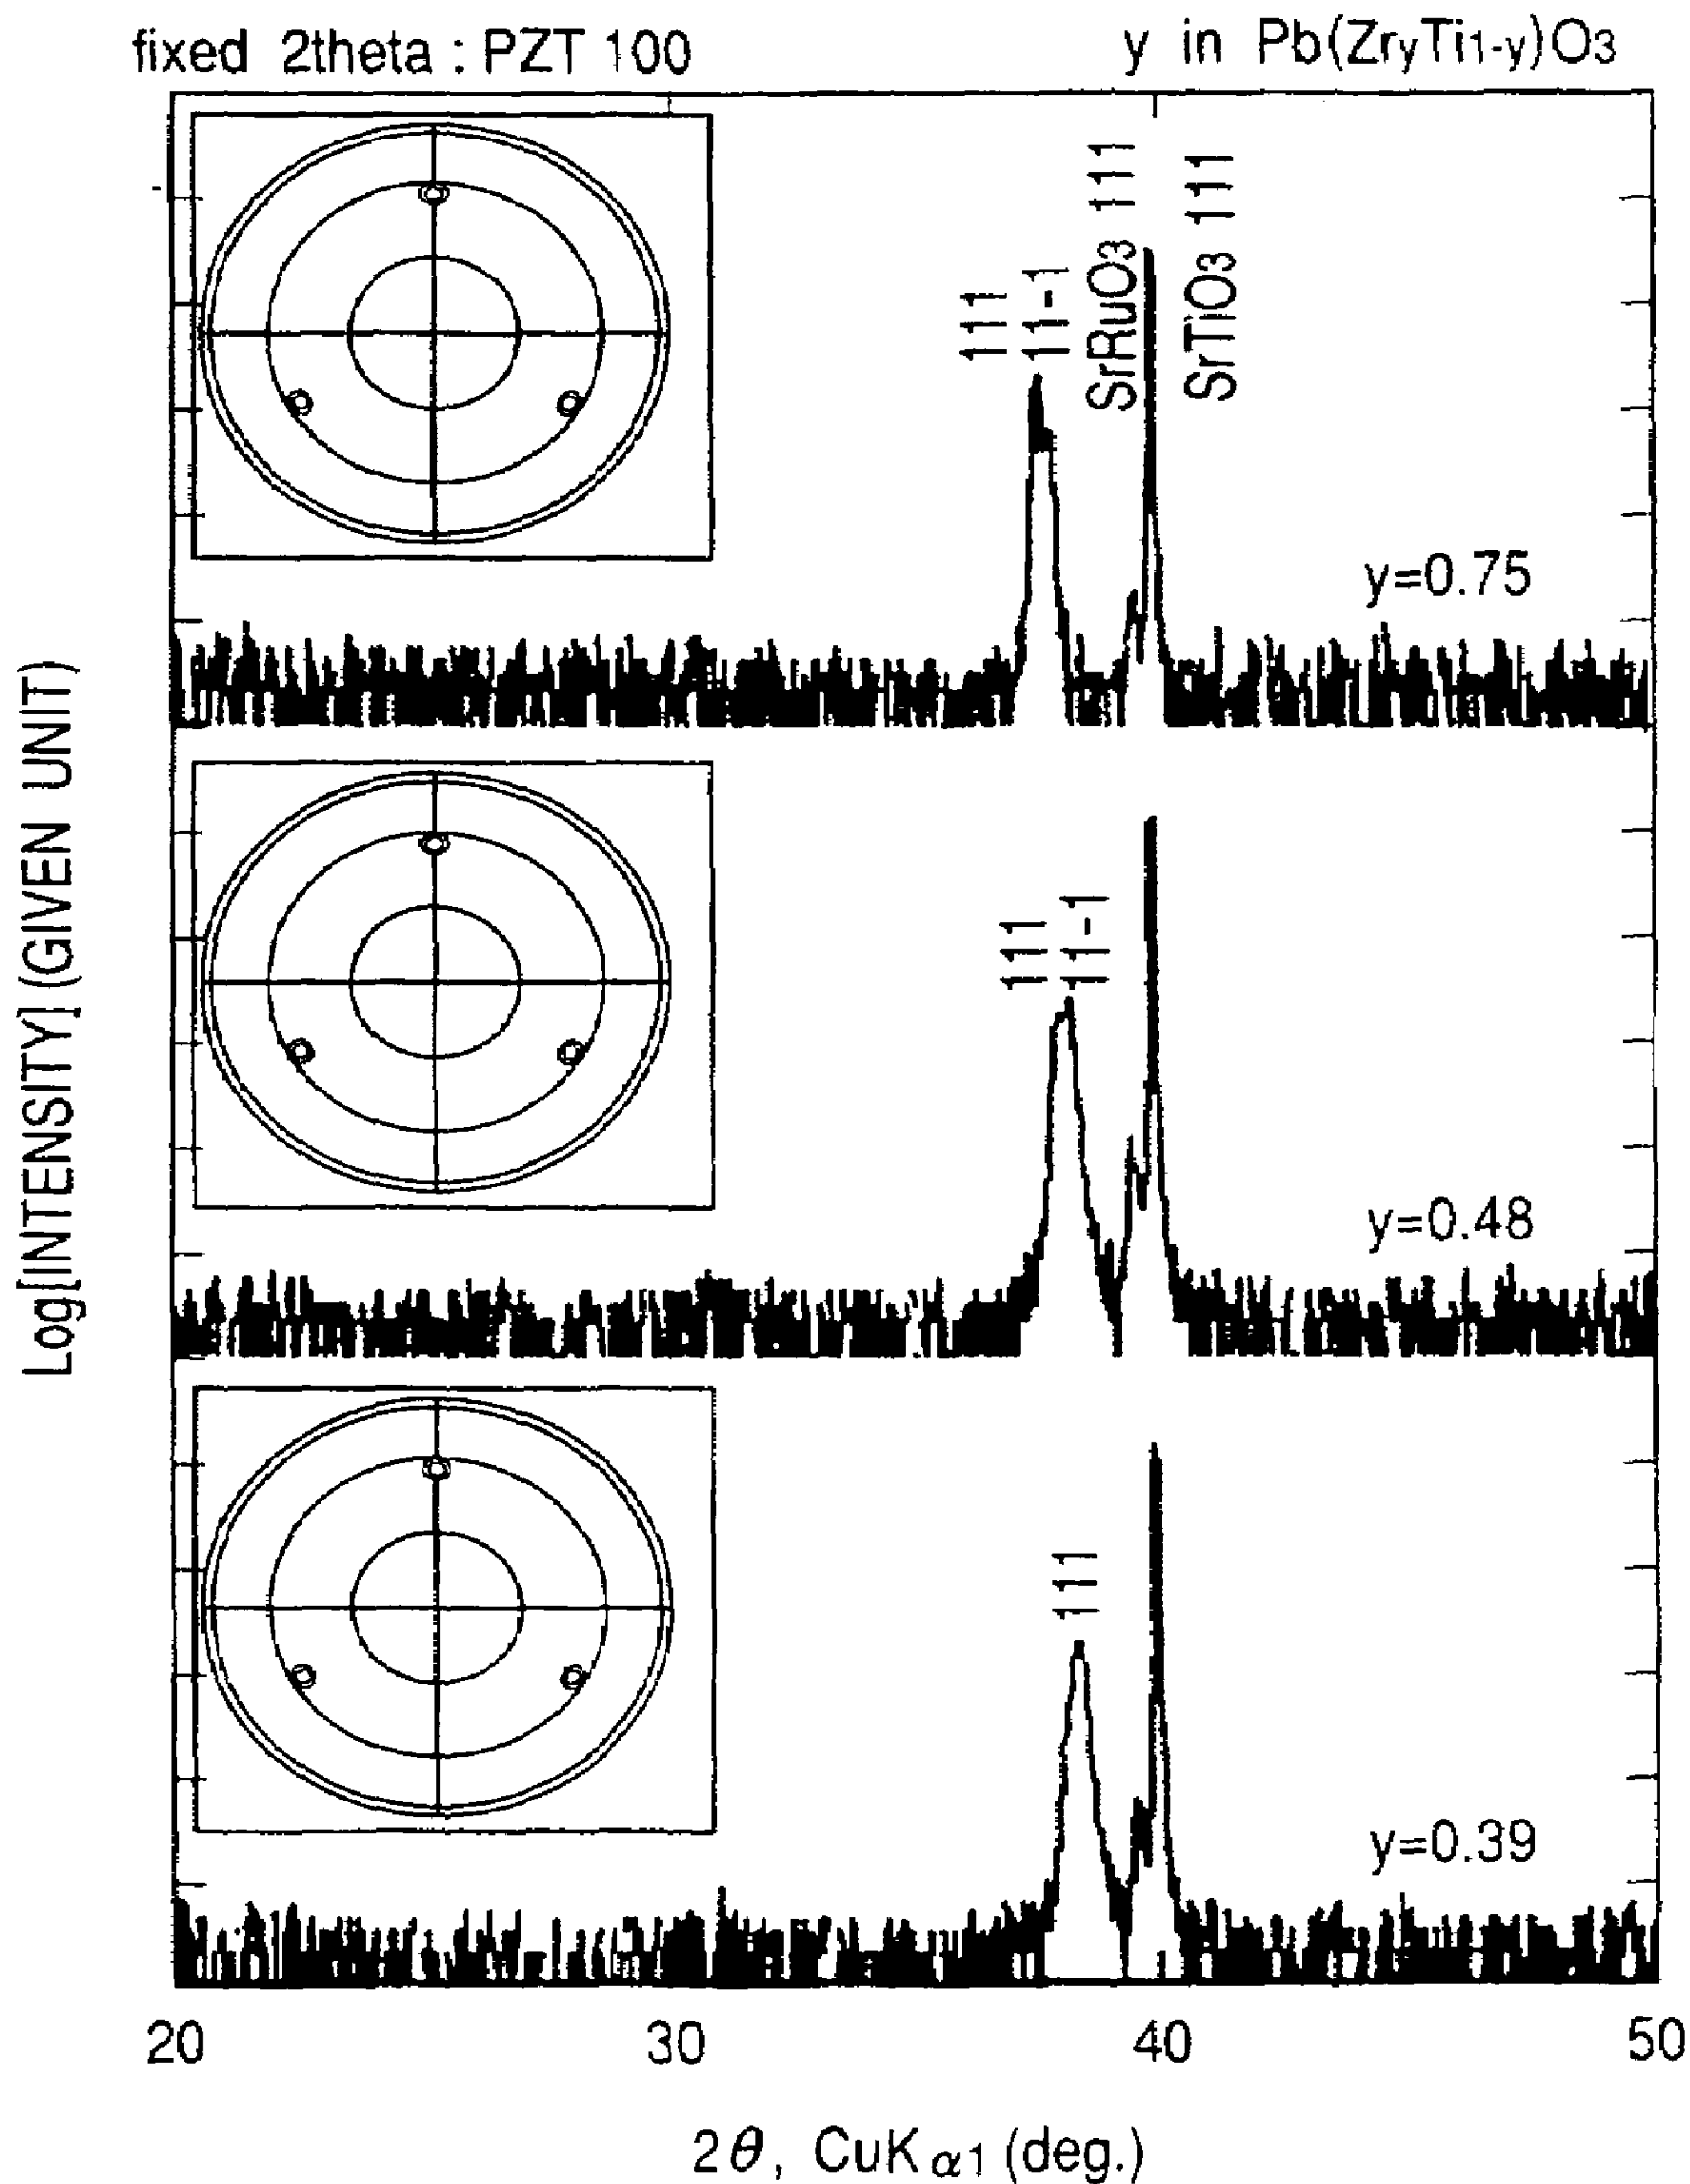 fixed 2theta : PZT 100
y in Pb(ZryTi1-y)O3
111
11-1
SrRuO3 111
SrTiO3 111
y=0.75
Log[INTENSITY] (GIVEN UNIT)
111
11-1
y=0.48
111
y=0.39
20 30 40 50
2θ, CuKα1 (deg.)